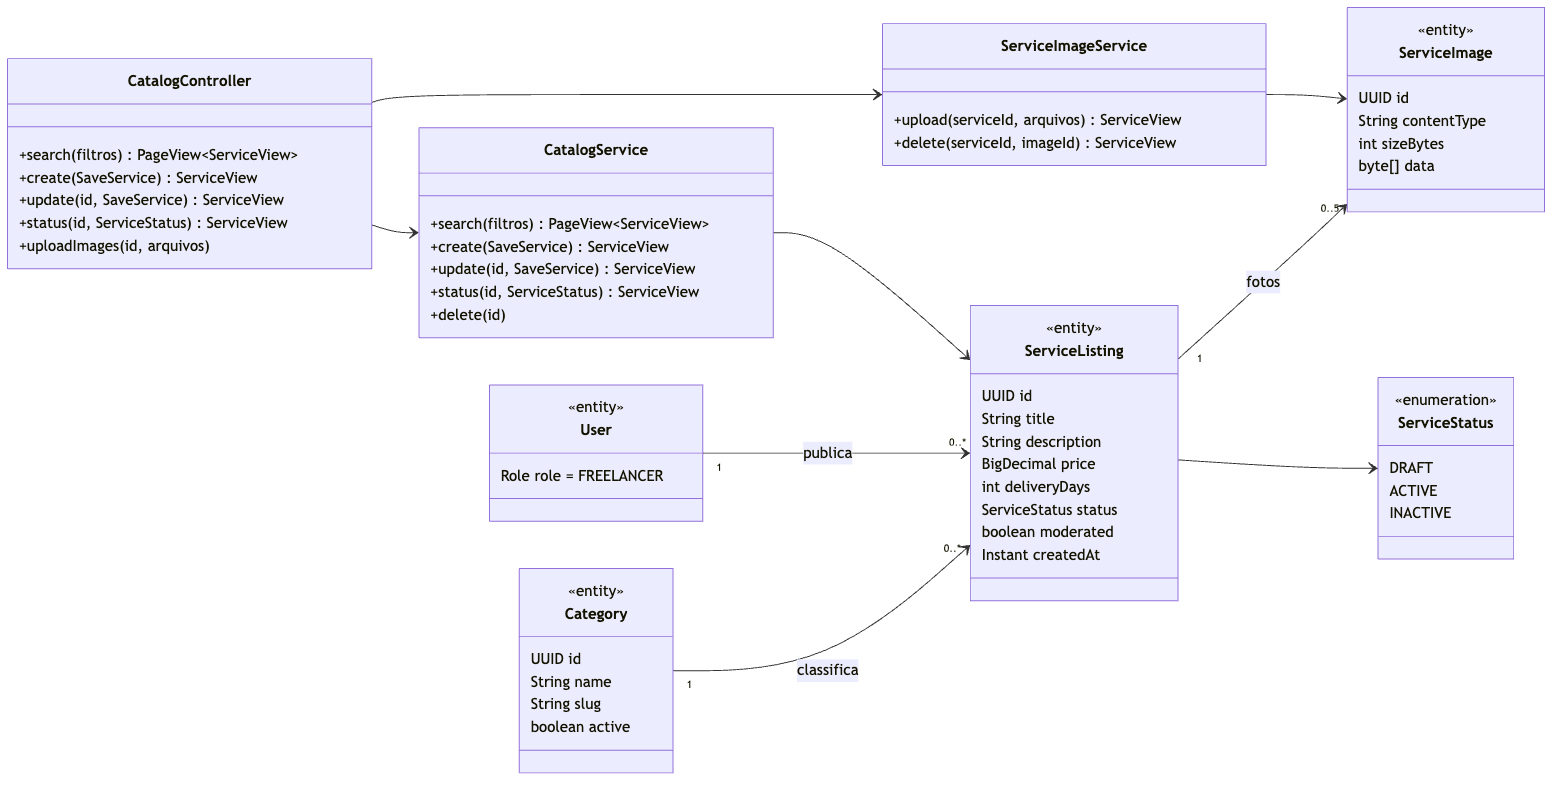 CatalogController
+search(filtros) : PageView<ServiceView>
+create(SaveService) : ServiceView
+update(id, SaveService) : ServiceView
+status(id, ServiceStatus) : ServiceView
+uploadImages(id, arquivos)
CatalogService
+search(filtros) : PageView<ServiceView>
+create(SaveService) : ServiceView
+update(id, SaveService) : ServiceView
+status(id, ServiceStatus) : ServiceView
+delete(id)
ServiceImageService
+upload(serviceId, arquivos) : ServiceView
+delete(serviceId, imageId) : ServiceView
«entity»
ServiceImage
UUID id
String contentType
int sizeBytes
byte[] data
0..5
fotos
1
«entity»
ServiceListing
UUID id
String title
String description
BigDecimal price
int deliveryDays
ServiceStatus status
boolean moderated
Instant createdAt
«enumeration»
ServiceStatus
DRAFT
ACTIVE
INACTIVE
«entity»
User
Role role = FREELANCER
1
publica
0..*
«entity»
Category
UUID id
String name
String slug
boolean active
1
classifica
0..*